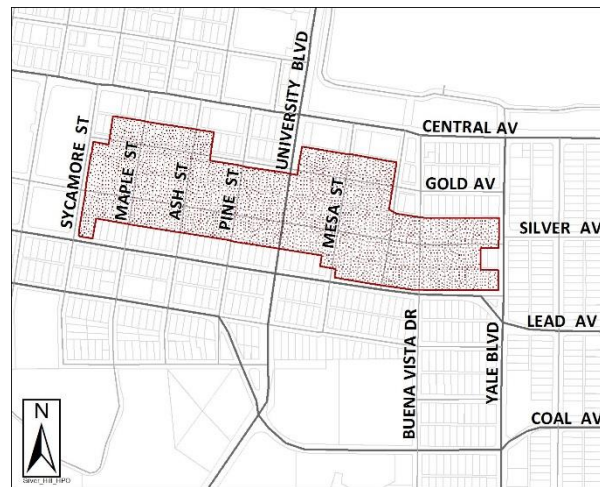 UNIVERSITY BLVD
CENTRAL AV
SYCAMORE ST
MAPLE ST
ASH ST
PINE ST
GOLD AV
MESA ST
SILVER AV
LEAD AV
BUENA VISTA DR
YALE BLVD
COAL AV
N
Silver_Hill_HPO